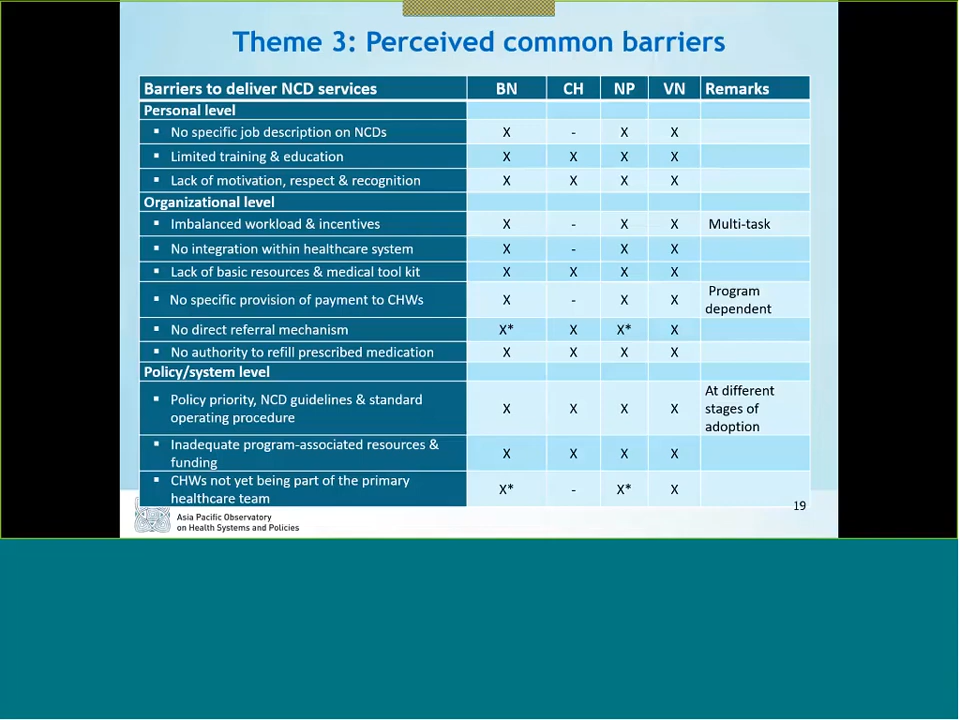 Theme 3: Perceived common barriers
Barriers to deliver NCD services BN CH NP VN Remarks
Personal level
▪ No specific job description on NCDs X - X X
▪ Limited training & education X X X X
▪ Lack of motivation, respect & recognition X X X X
Organizational level
▪ Imbalanced workload & incentives X - X X Multi-task
▪ No integration within healthcare system X - X X
▪ Lack of basic resources & medical tool kit X X X X
▪ No specific provision of payment to CHWs X - X X Program
dependent
▪ No direct referral mechanism X* X X* X
▪ No authority to refill prescribed medication X X X X
Policy/system level
▪ Policy priority, NCD guidelines & standard
operating procedure X X X X At different
stages of
adoption
▪ Inadequate program-associated resources &
funding X X X X
▪ CHWs not yet being part of the primary
healthcare team X* - X* X
19
Asia Pacific Observatory
on Health Systems and Policies